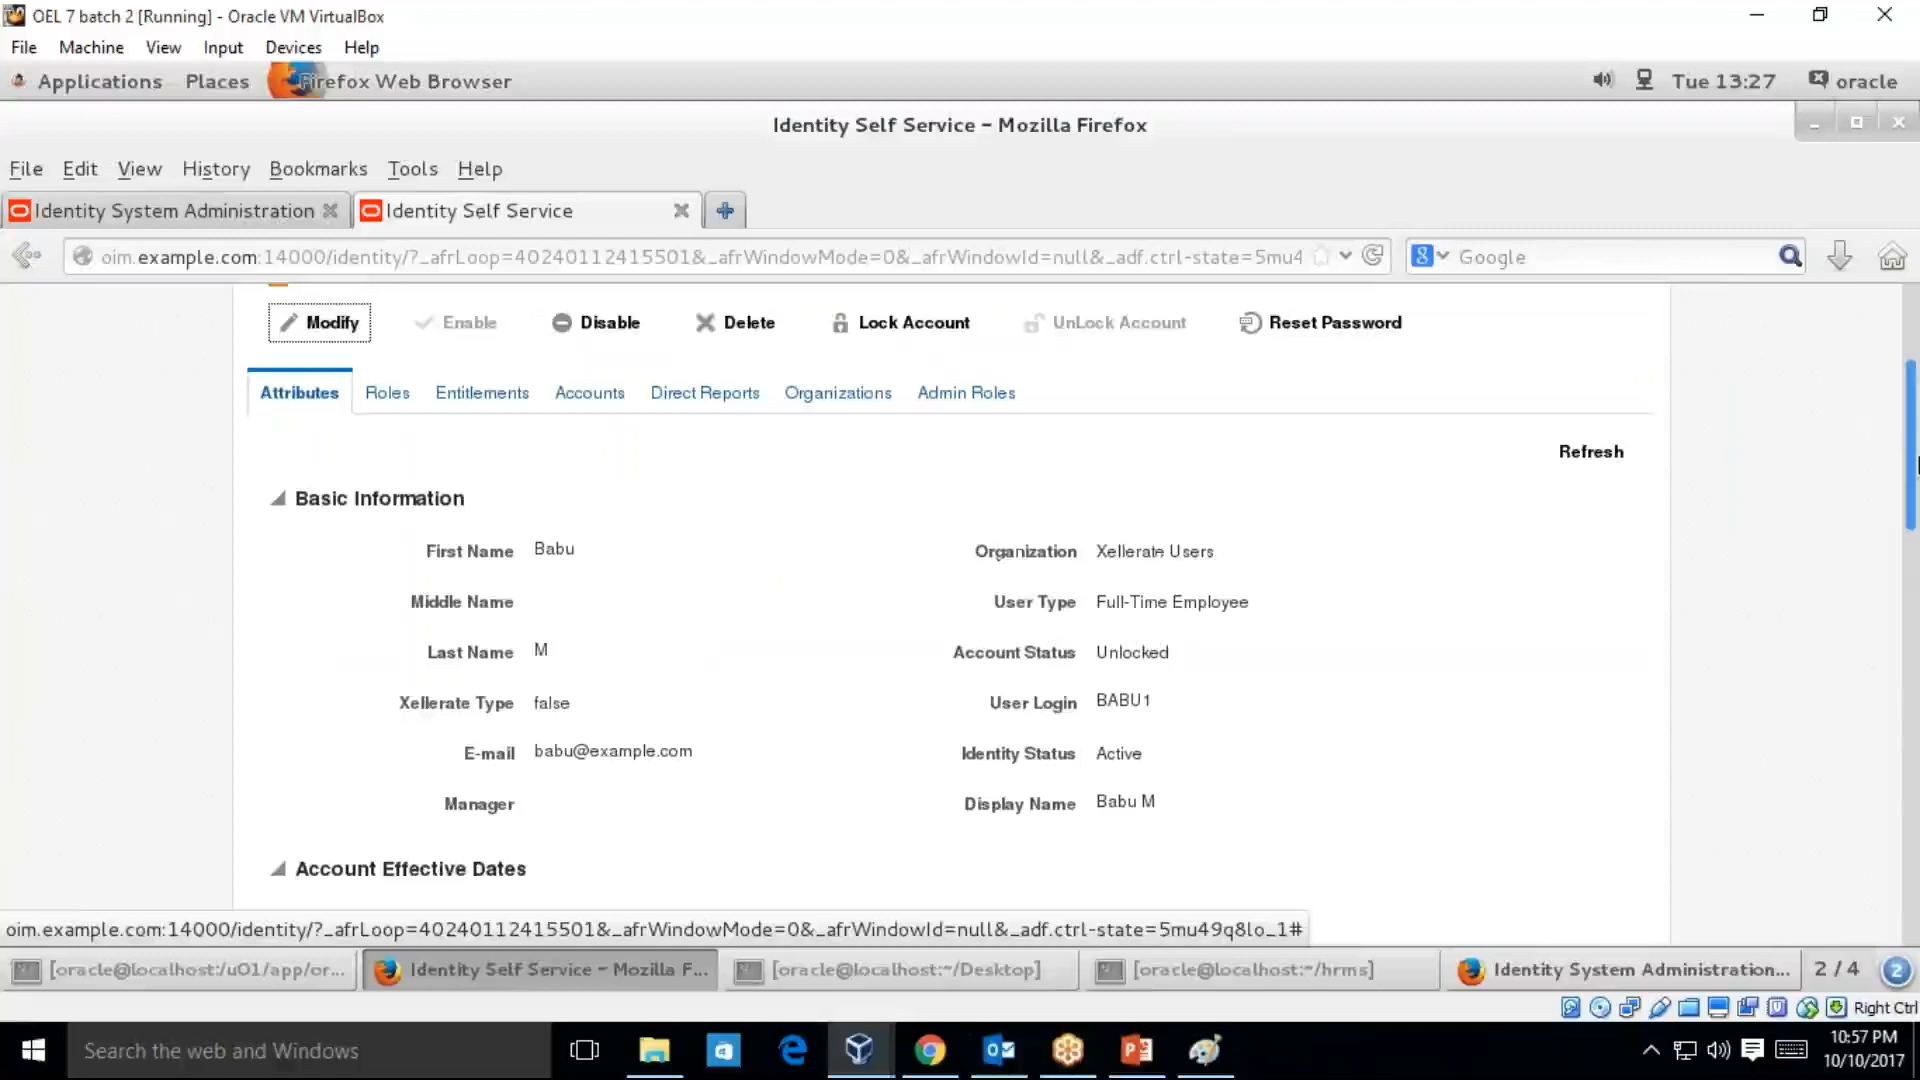 OEL 7 batch 2 [Running] - Oracle VM VirtualBox
File Machine View Input Devices Help
Applications Places Firefox Web Browser Tue 13:27 oracle
Identity Self Service - Mozilla Firefox
File Edit View History Bookmarks Tools Help
Identity System Administration Identity Self Service
oim.example.com:14000/identity/?_afrLoop=40240112415501&_afrWindowMode=0&_afrWindowId=null&_adf.ctrl-state=5mu4 Google
Modify Enable Disable Delete Lock Account UnLock Account Reset Password
Attributes Roles Entitlements Accounts Direct Reports Organizations Admin Roles
Refresh
Basic Information
First Name Babu Organization Xellerate Users
Middle Name User Type Full-Time Employee
Last Name M Account Status Unlocked
Xellerate Type false User Login BABU1
E-mail babu@example.com Identity Status Active
Manager Display Name Babu M
Account Effective Dates
oim.example.com:14000/identity/?_afrLoop=40240112415501&_afrWindowMode=0&_afrWindowId=null&_adf.ctrl-state=5mu49q8lo_1#
[oracle@localhost:/u01/app/or... Identity Self Service - Mozilla F... [oracle@localhost:~/Desktop] [oracle@localhost:~/hrms] Identity System Administration... 2 / 4 2
Right Ctrl
Search the web and Windows 10:57 PM
10/10/2017